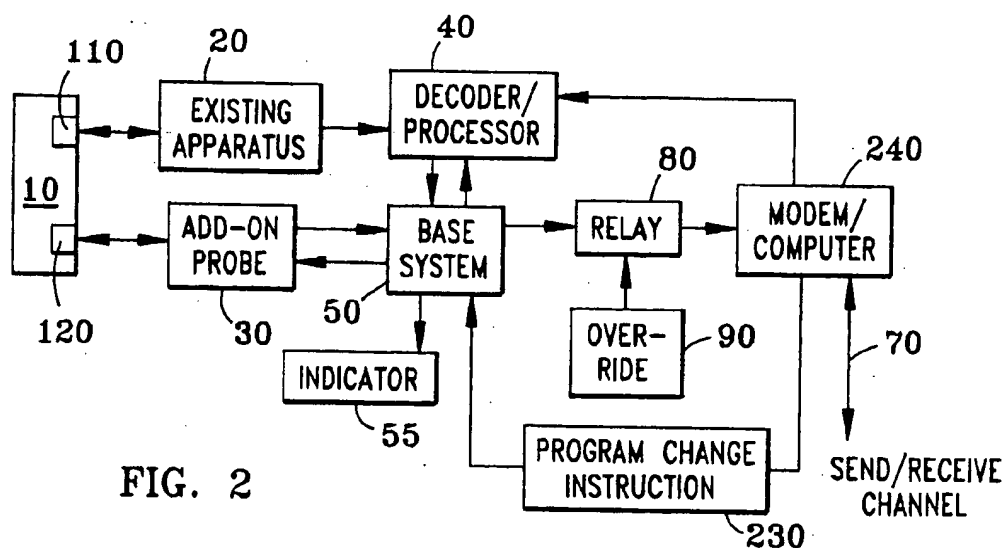 110
20
40
EXISTING
APPARATUS
DECODER/
PROCESSOR
240
10
80
ADD-ON
PROBE
BASE
SYSTEM
RELAY
MODEM/
COMPUTER
120
30
50
OVER-
RIDE
90
70
INDICATOR
55
PROGRAM CHANGE
INSTRUCTION
SEND/RECEIVE
CHANNEL
FIG. 2
230